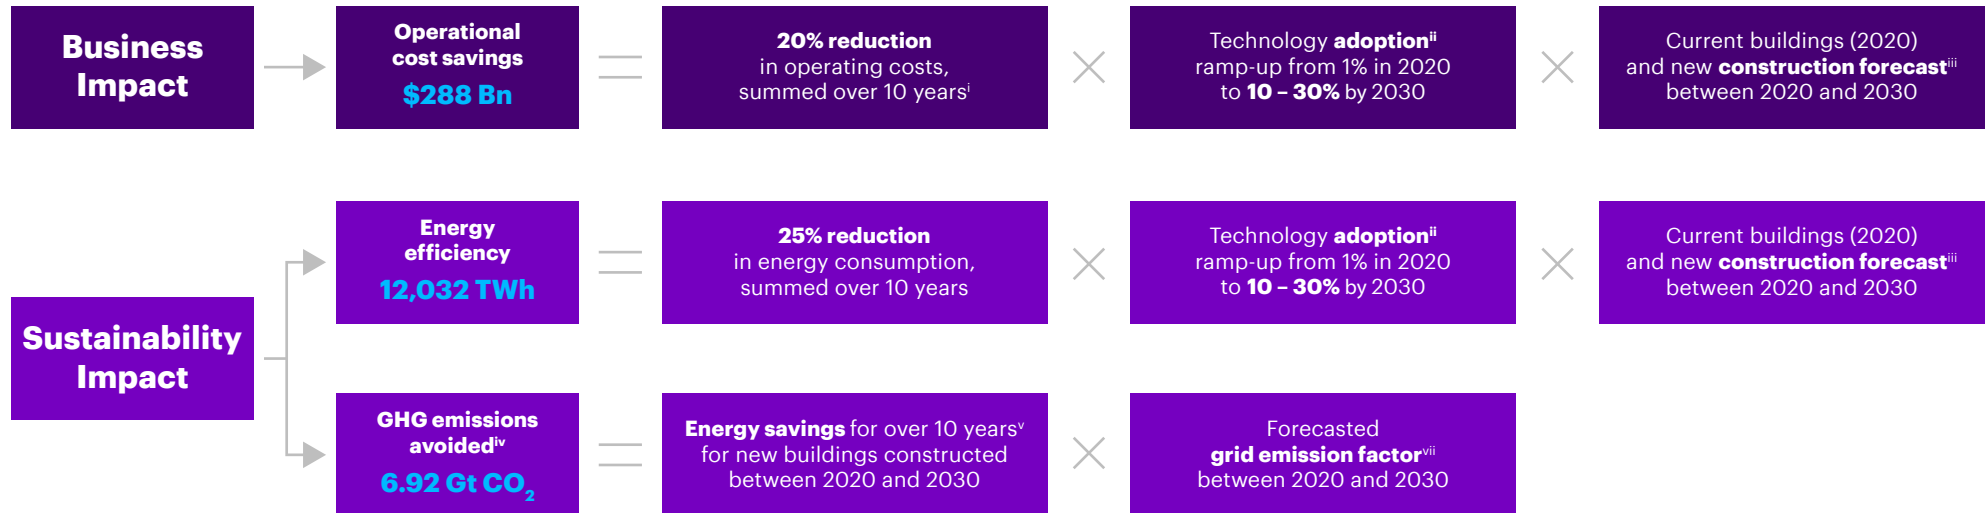 Business
Impact
Operational
cost savings
$288 Bn
20% reduction
in operating costs,
summed over 10 yearsⁱ
Technology adoptionⁱⁱ
ramp-up from 1% in 2020
to 10 – 30% by 2030
Current buildings (2020)
and new construction forecastⁱⁱⁱ
between 2020 and 2030
Sustainability
Impact
Energy
efficiency
12,032 TWh
25% reduction
in energy consumption,
summed over 10 years
Technology adoptionⁱⁱ
ramp-up from 1% in 2020
to 10 – 30% by 2030
Current buildings (2020)
and new construction forecastⁱⁱⁱ
between 2020 and 2030
GHG emissions
avoidedⁱᵛ
6.92 Gt CO₂
Energy savings for over 10 yearsᵛ
for new buildings constructed
between 2020 and 2030
Forecasted
grid emission factorᵛⁱⁱ
between 2020 and 2030